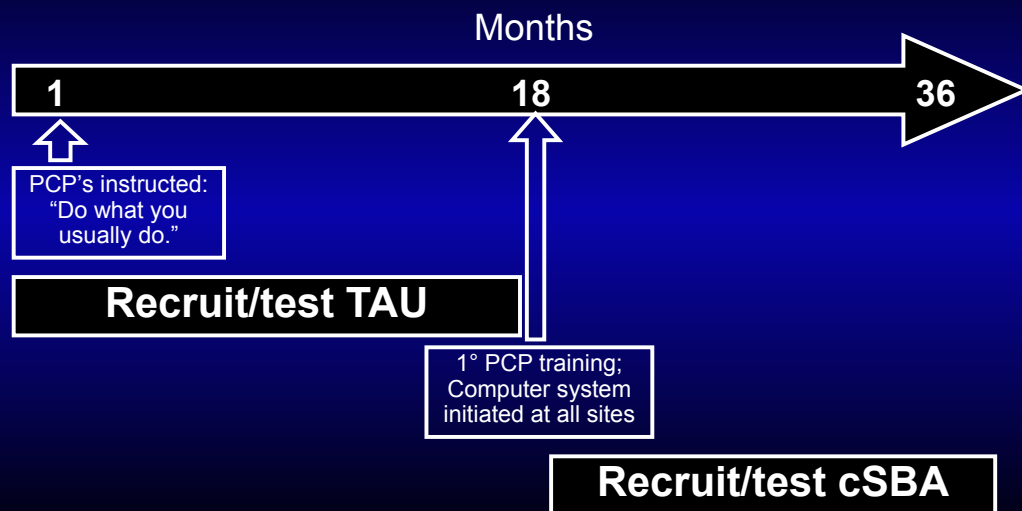 Months
1 18 36
PCP's instructed:
“Do what you
usually do.”
Recruit/test TAU
1° PCP training;
Computer system
initiated at all sites
Recruit/test cSBA